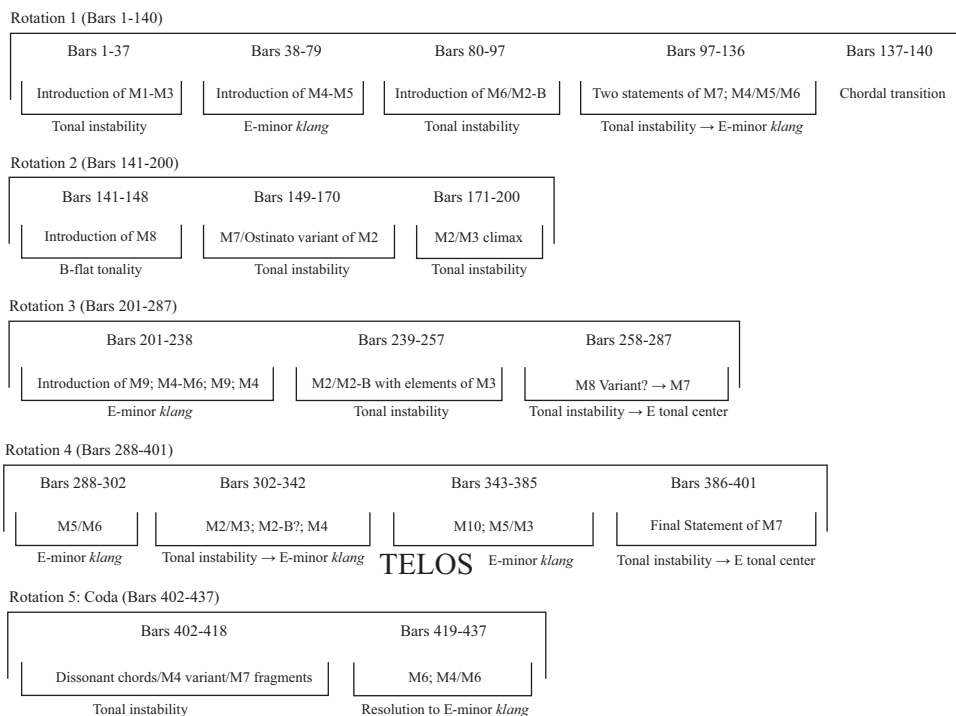 Rotation 1 (Bars 1-140)
Bars 1-37 Bars 38-79 Bars 80-97 Bars 97-136 Bars 137-140
Introduction of M1-M3 Introduction of M4-M5 Introduction of M6/M2-B Two statements of M7; M4/M5/M6 Chordal transition
Tonal instability E-minor klang Tonal instability Tonal instability → E-minor klang
Rotation 2 (Bars 141-200)
Bars 141-148 Bars 149-170 Bars 171-200
Introduction of M8 M7/Ostinato variant of M2 M2/M3 climax
B-flat tonality Tonal instability Tonal instability
Rotation 3 (Bars 201-287)
Bars 201-238 Bars 239-257 Bars 258-287
Introduction of M9; M4-M6; M9; M4 M2/M2-B with elements of M3 M8 Variant? → M7
E-minor klang Tonal instability Tonal instability → E tonal center
Rotation 4 (Bars 288-401)
Bars 288-302 Bars 302-342 Bars 343-385 Bars 386-401
M5/M6 M2/M3; M2-B?; M4 M10; M5/M3 Final Statement of M7
E-minor klang Tonal instability → E-minor klang TELOS E-minor klang Tonal instability → E tonal center
Rotation 5: Coda (Bars 402-437)
Bars 402-418 Bars 419-437
Dissonant chords/M4 variant/M7 fragments M6; M4/M6
Tonal instability Resolution to E-minor klang